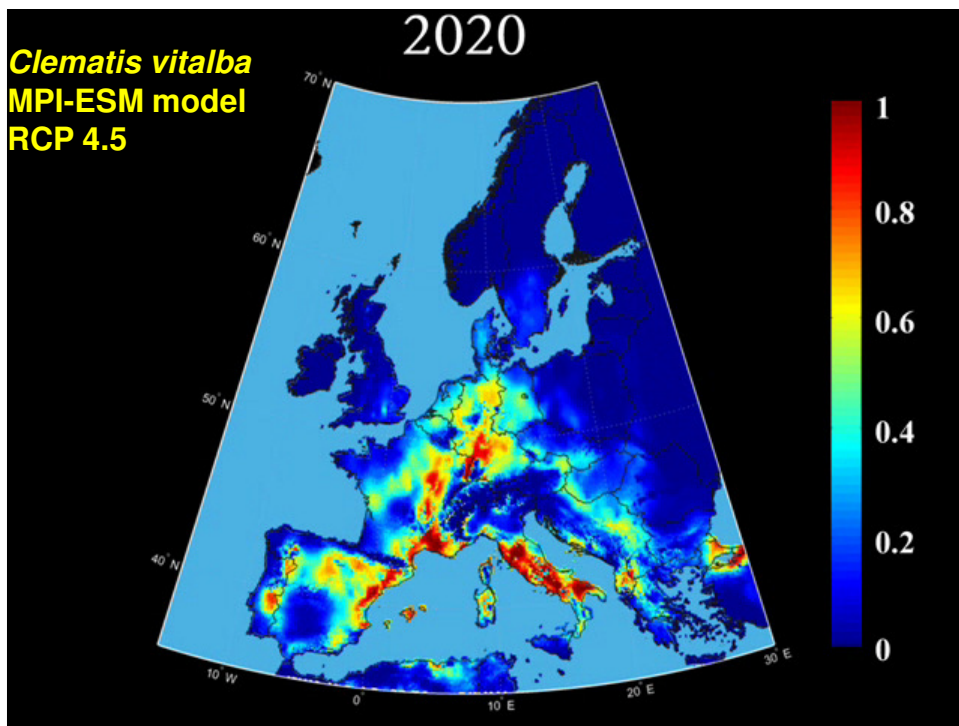 2020
Clematis vitalba
MPI-ESM model
RCP 4.5
70° N
60° N
50° N
40° N
10° W
0°
10° E
20° E
30° E
1
0.8
0.6
0.4
0.2
0